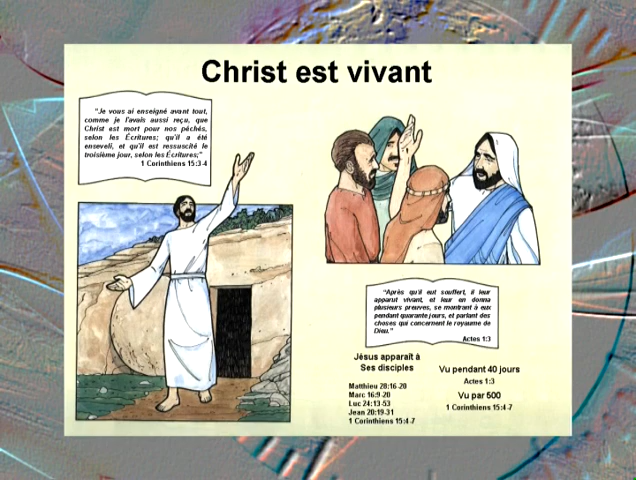 Christ est vivant
"Je vous ai enseigné avant tout,
comme je l'avais aussi reçu, que
Christ est mort pour nos péchés,
selon les Écritures; qu'il a été
enseveli, et qu'il est ressuscité le
troisième jour, selon les Écritures;"
1 Corinthiens 15:3-4
"Après qu'il eut souffert, il leur
apparut vivant, et leur en donna
plusieurs preuves, se montrant à eux
pendant quarante jours, et parlant des
choses qui concernent le royaume de
Dieu."
Actes 1:3
Jésus apparaît à
Ses disciples
Matthieu 28:16-20
Marc 16:9-20
Luc 24:13-53
Jean 20:19-31
1 Corinthiens 15:4-7
Vu pendant 40 jours
Actes 1:3
Vu par 500
1 Corinthiens 15:4-7